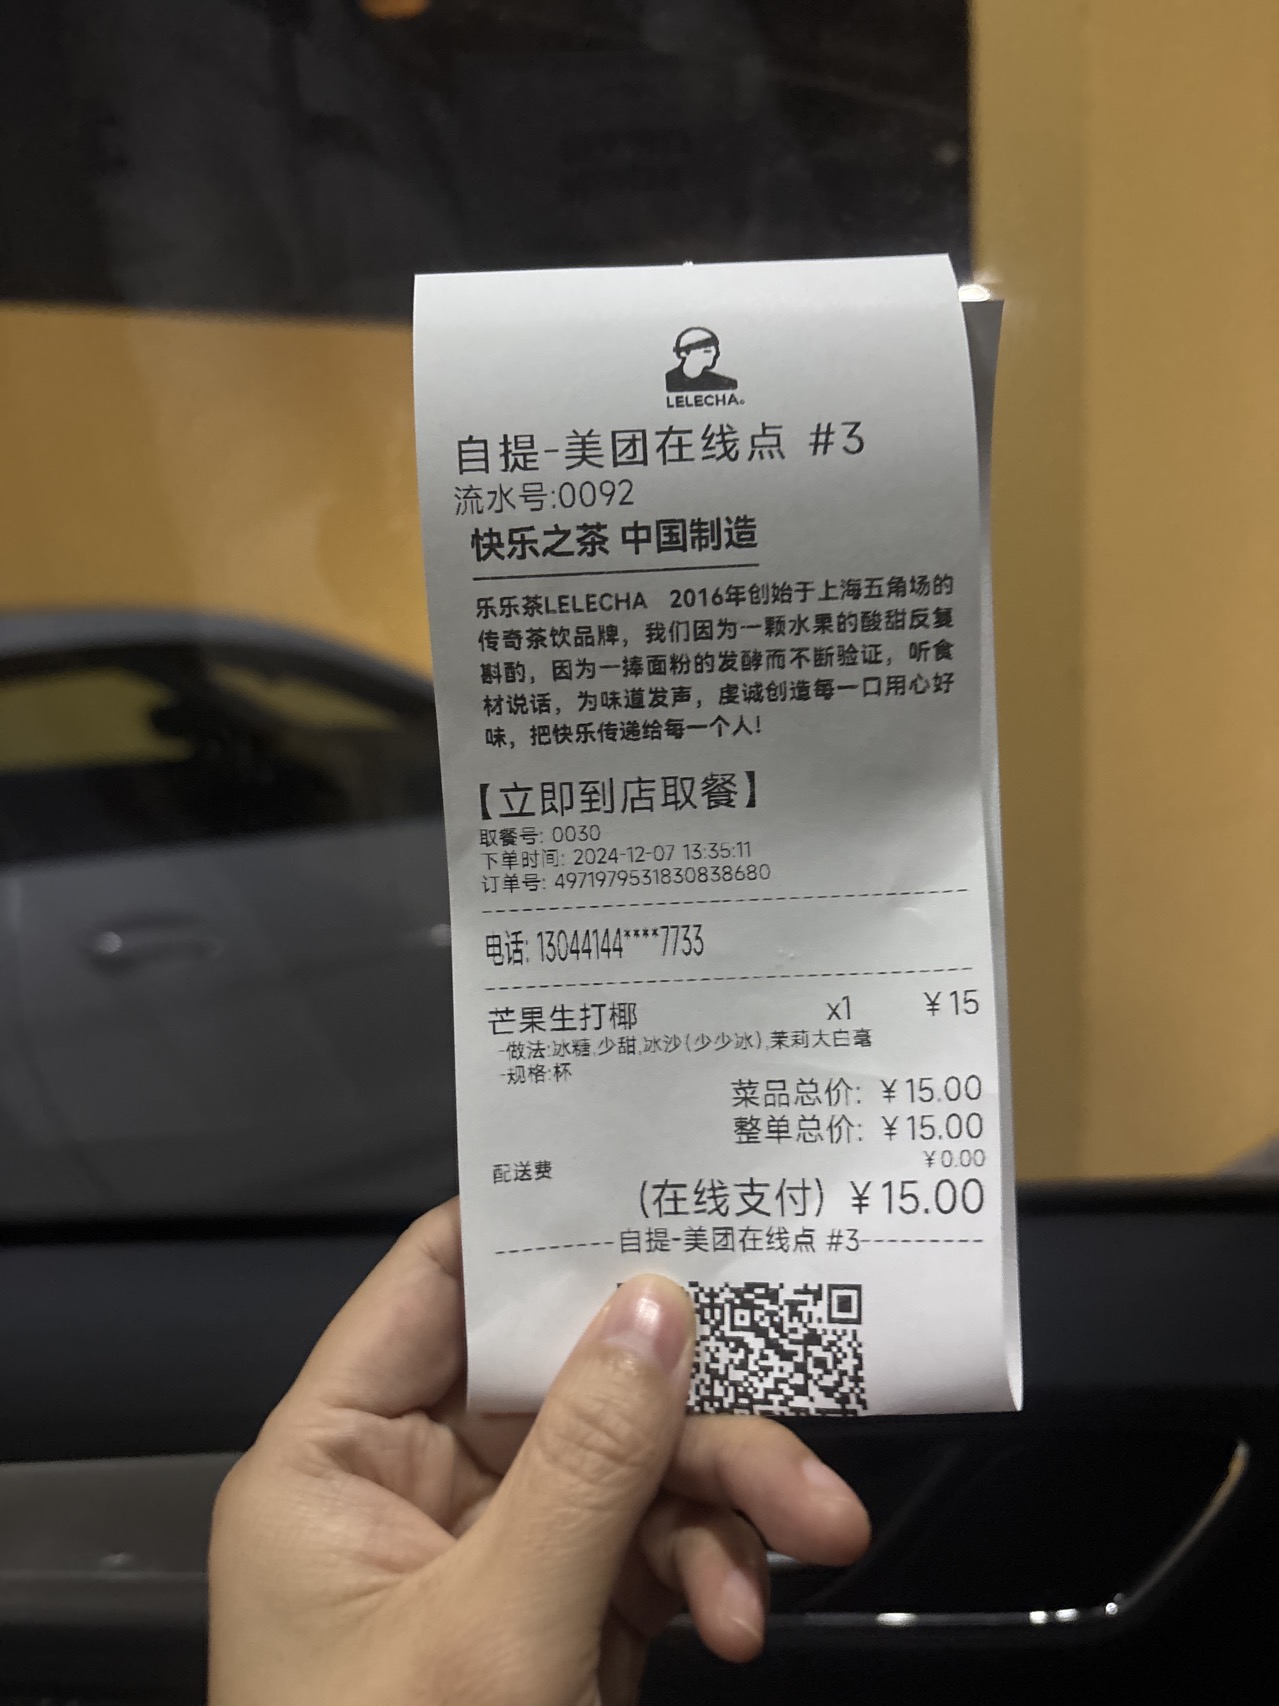 LELECHA
自提-美团在线点 #3
流水号:0092
快乐之茶 中国制造
乐乐茶LELECHA 2016年创始于上海五角场的
传奇茶饮品牌，我们因为一颗水果的酸甜反复
斟酌，因为一捧面粉的发酵而不断验证，听食
材说话，为味道发声，虔诚创造每一口用心好
味，把快乐传递给每一个人!
【立即到店取餐】
取餐号: 0030
下单时间: 2024-12-07 13:35:11
订单号: 4971979531830838680
电话: 13044144****7733
芒果生打椰 x1 ￥15
-做法:冰糖,少甜,冰沙(少少冰),茉莉大白毫
-规格:杯
菜品总价: ￥15.00
整单总价: ￥15.00
配送费 ￥0.00
(在线支付) ￥15.00
---------自提-美团在线点 #3---------